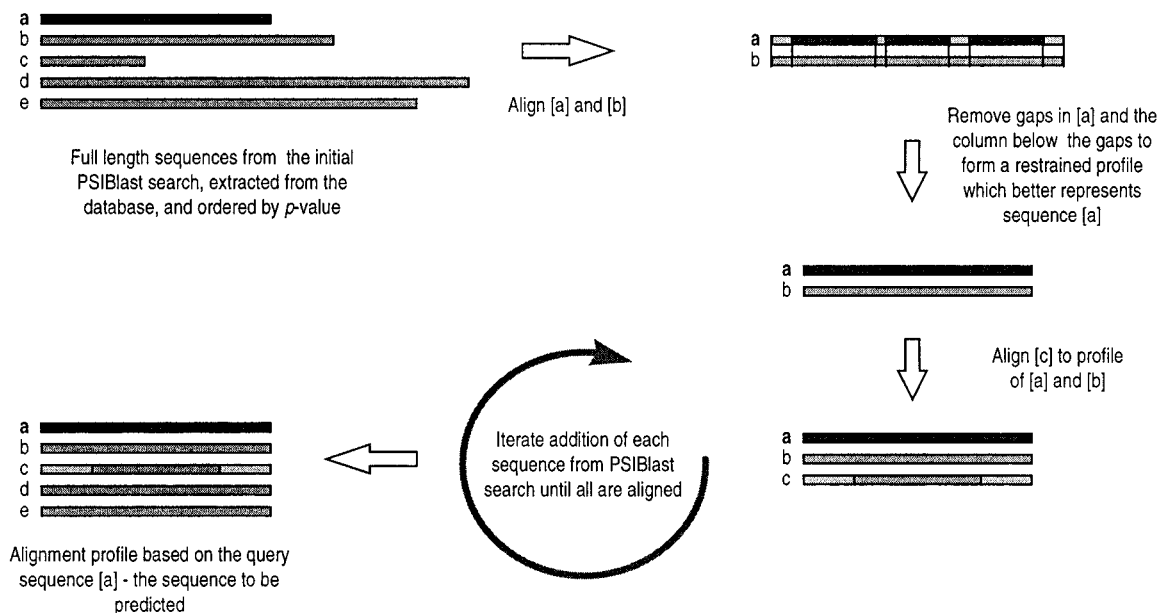 a
b
c
d
e
Full length sequences from the initial
PSIBlast search, extracted from the
database, and ordered by p-value
Align [a] and [b]
a
b
Remove gaps in [a] and the
column below the gaps to
form a restrained profile
which better represents
sequence [a]
a
b
Align [c] to profile
of [a] and [b]
a
b
c
Iterate addition of each
sequence from PSIBlast
search until all are aligned
a
b
c
d
e
Alignment profile based on the query
sequence [a] - the sequence to be
predicted